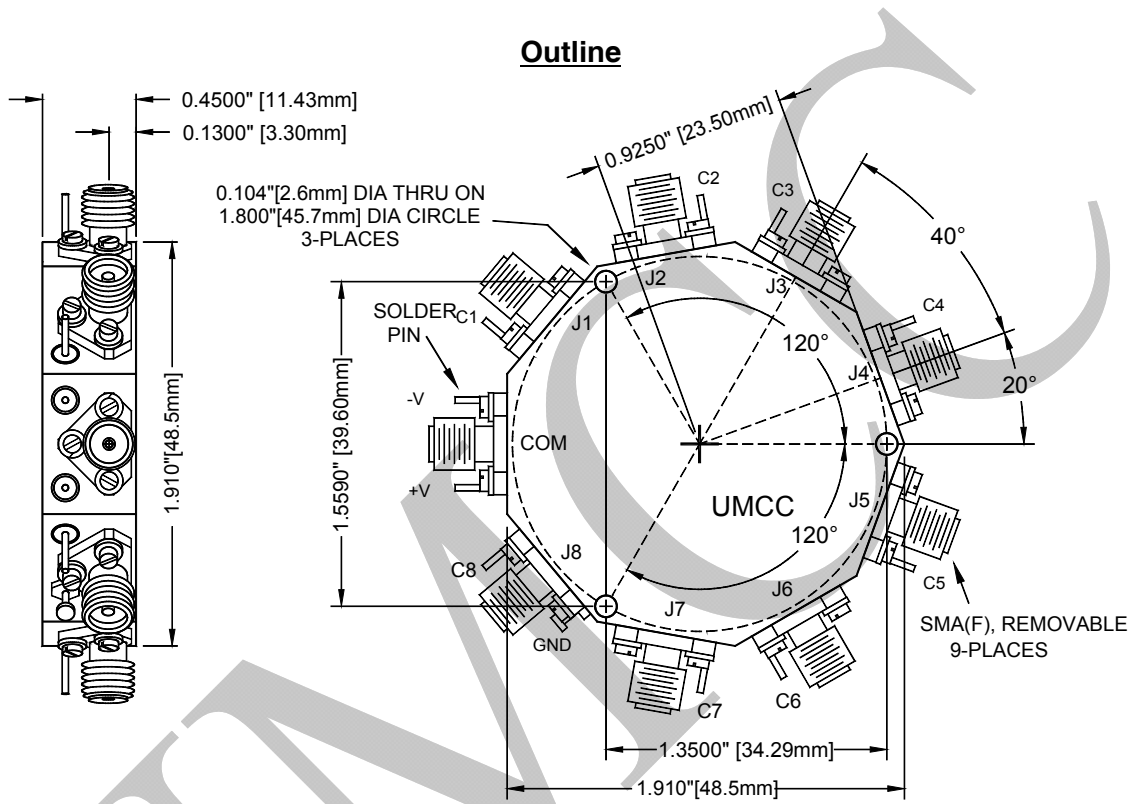 Outline
0.4500" [11.43mm]
0.1300" [3.30mm]
0.9250" [23.50mm]
0.104"[2.6mm] DIA THRU ON
1.800"[45.7mm] DIA CIRCLE
3-PLACES
C2
C3
40°
J2
J3
C1
SOLDER
PIN
J1
120°
C4
J4
20°
-V
COM
+V
1.910"[48.5mm]
1.5590" [39.60mm]
UMCC
J5
120°
J8
C8
J6
J7
C5
GND
SMA(F), REMOVABLE
9-PLACES
C6
C7
1.3500" [34.29mm]
1.910"[48.5mm]
UMCC